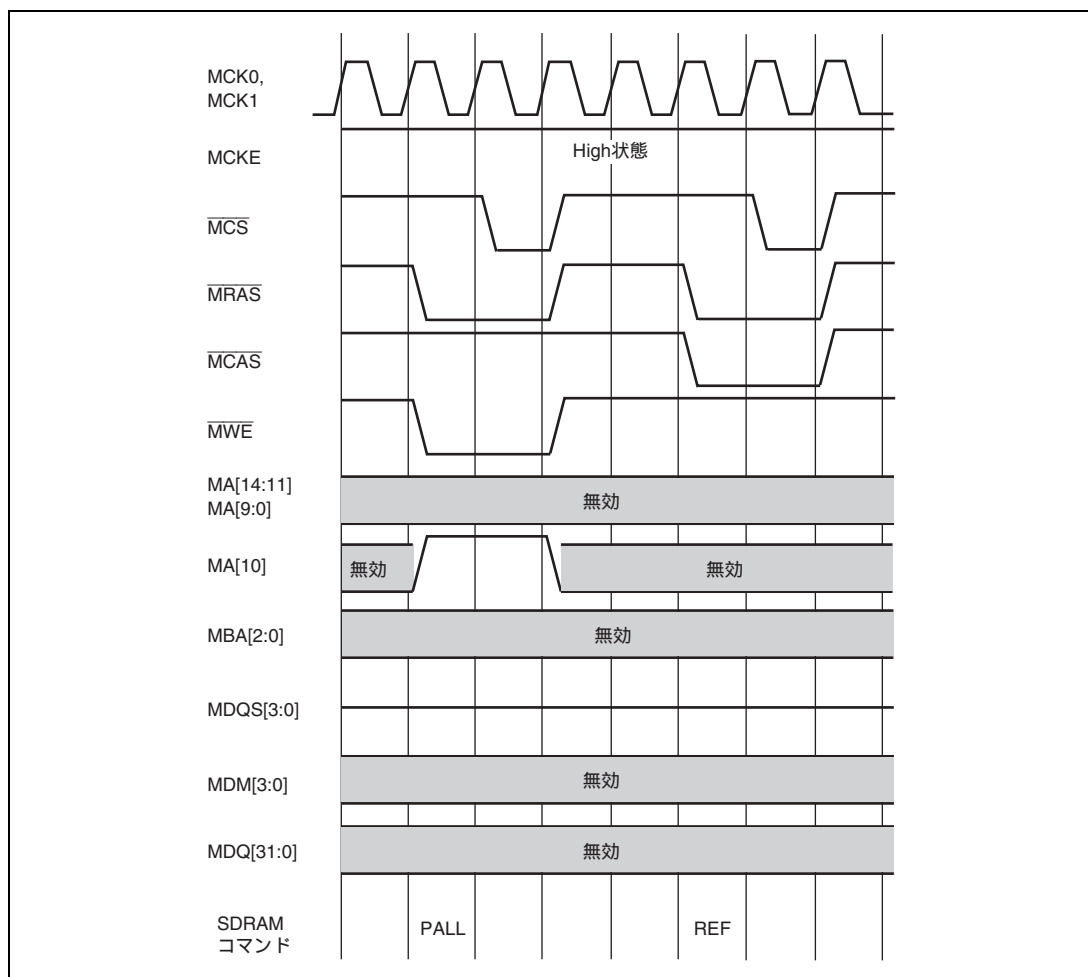 MCK0,
MCK1
MCKE
High状態
MCS
MRAS
MCAS
MWE
MA[14:11]
MA[9:0]
無効
MA[10]
無効
無効
MBA[2:0]
無効
MDQS[3:0]
MDM[3:0]
無効
MDQ[31:0]
無効
SDRAM
コマンド
PALL
REF